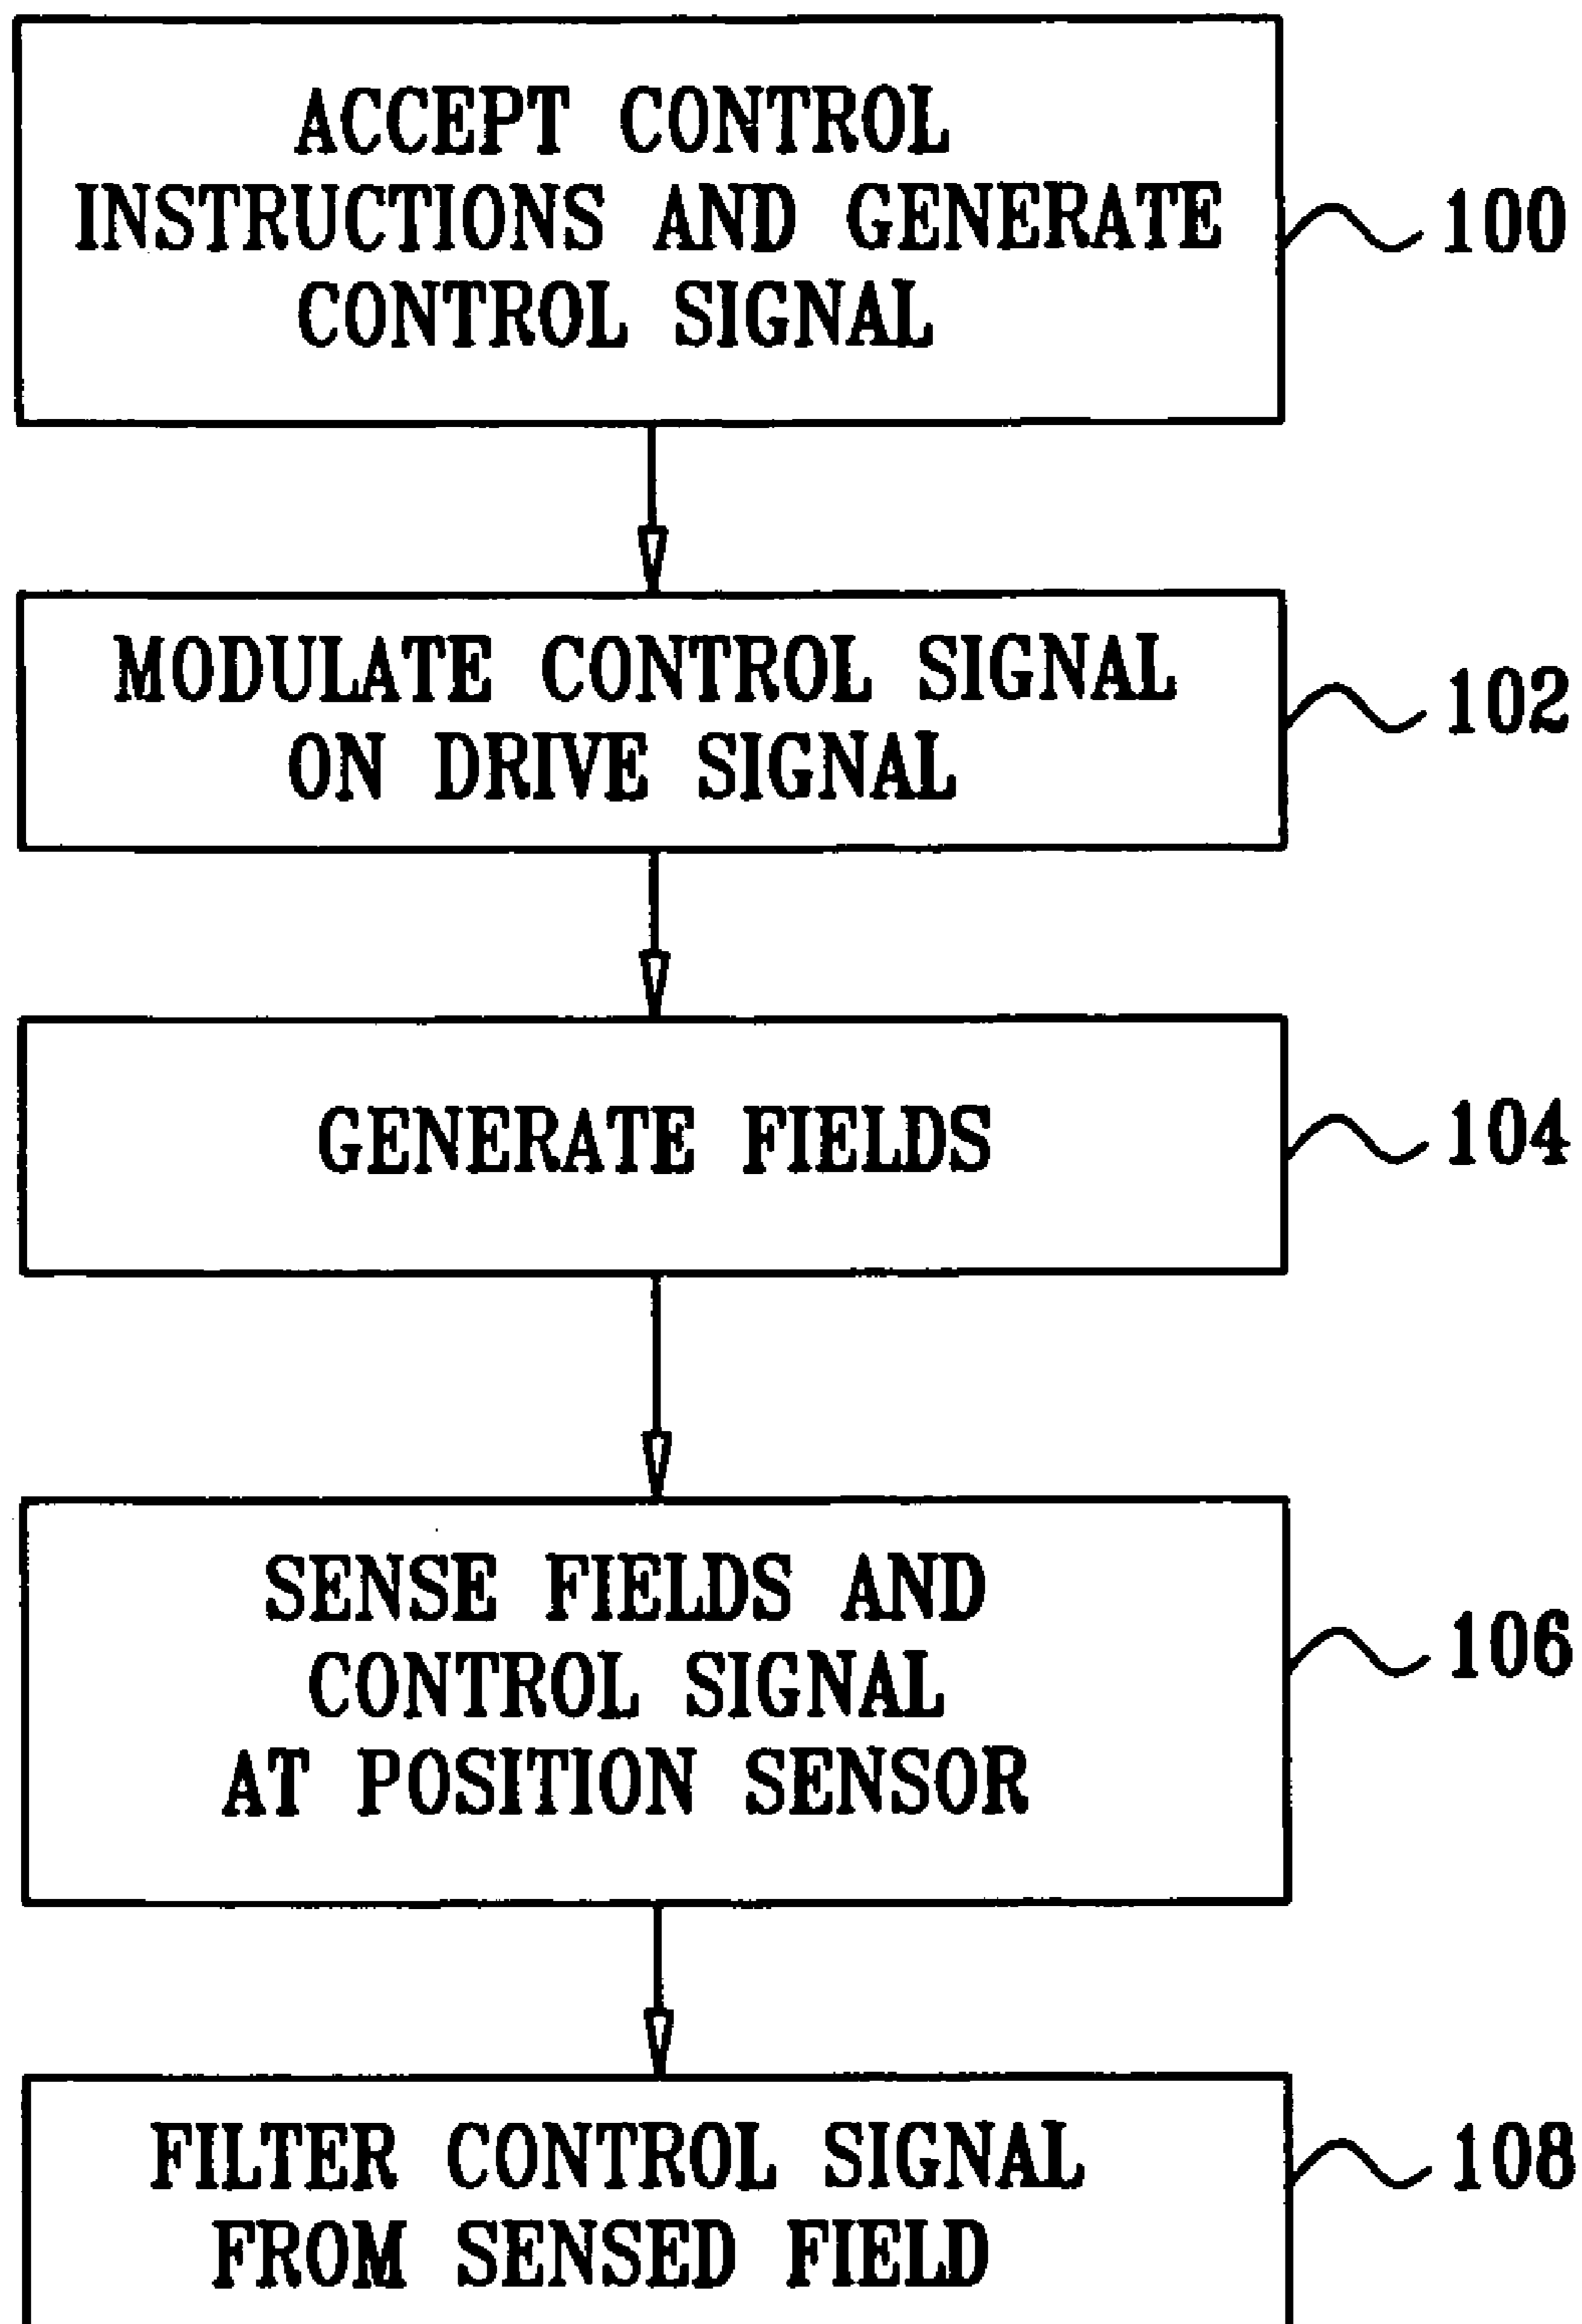 ACCEPT CONTROL
INSTRUCTIONS AND GENERATE
CONTROL SIGNAL
100
MODULATE CONTROL SIGNAL
ON DRIVE SIGNAL
102
GENERATE FIELDS
104
SENSE FIELDS AND
CONTROL SIGNAL
AT POSITION SENSOR
106
FILTER CONTROL SIGNAL
FROM SENSED FIELD
108